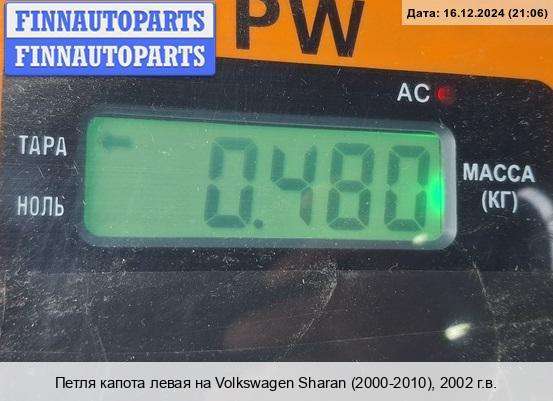 FINNAUTOPARTS
FINNAUTOPARTS
PW
Дата: 16.12.2024 (21:06)
AC
ТАРА
НОЛЬ
0.480
МАССА
(КГ)
Петля капота левая на Volkswagen Sharan (2000-2010), 2002 г.в.